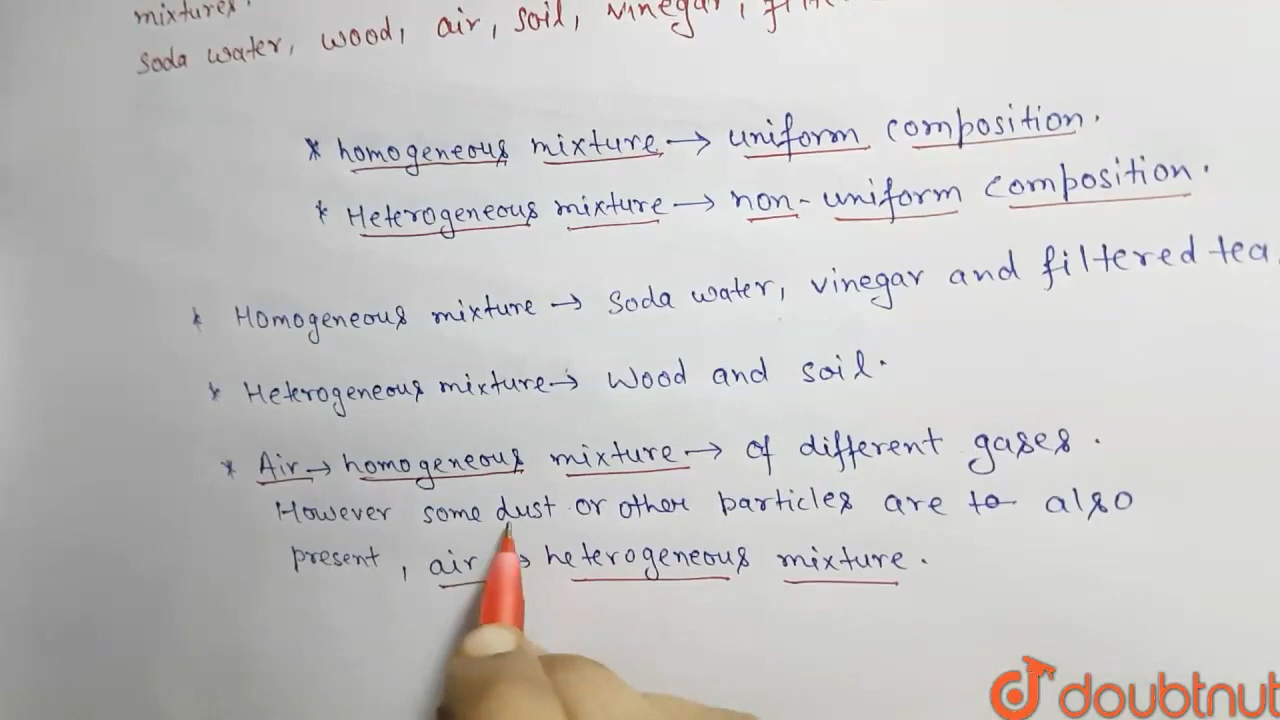 mixtures.
Soda water, wood, air, soil, vinegar,
* homogeneous mixture → uniform composition.
* Heterogeneous mixture → non-uniform composition.
* Homogeneous mixture → Soda water, vinegar and filtered tea.
* Heterogeneous mixture → Wood and soil.
* Air → homogeneous mixture → of different gases.
However some dust or other particles are to also
present, air → heterogeneous mixture.
doubtnut